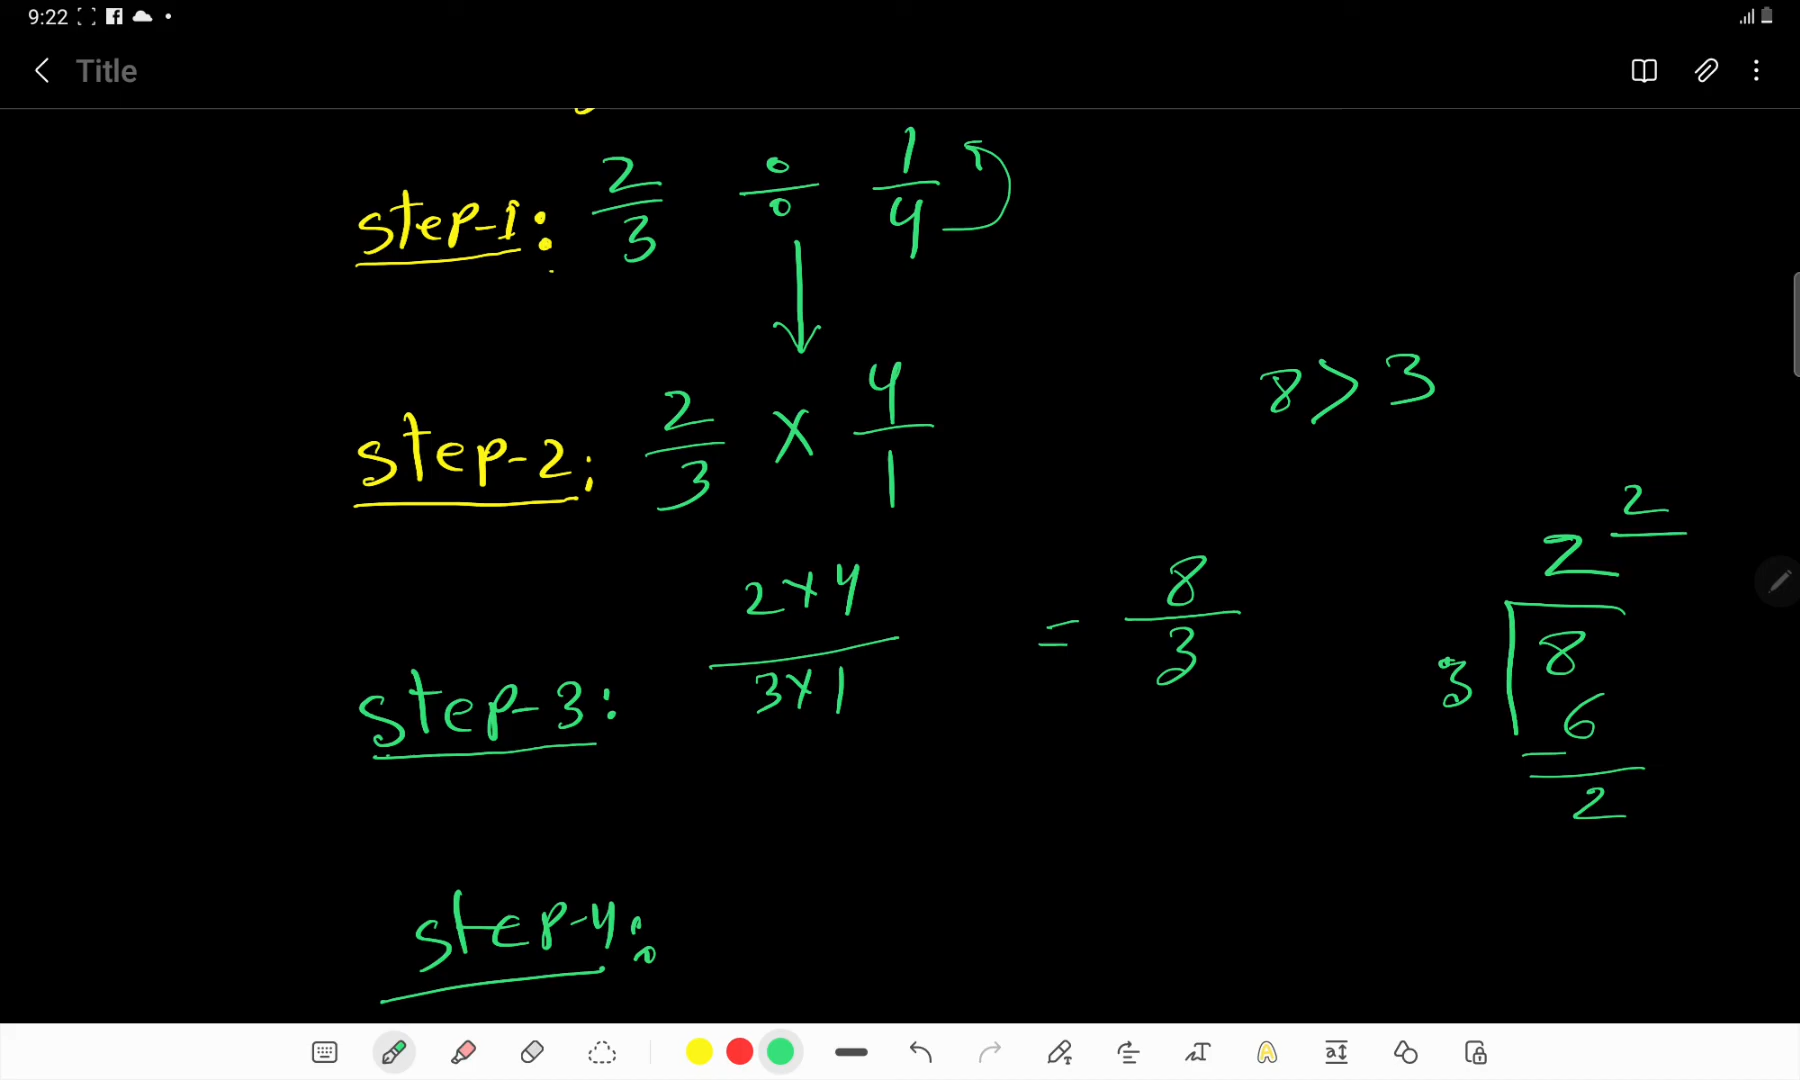 9:22
Title
step-1: 2/3 ÷ 1/4
step-2: 2/3 × 4/1
8 > 3
step-3: 2×4/3×1 = 8/3
2 2/
3 8
6
2
step-4: